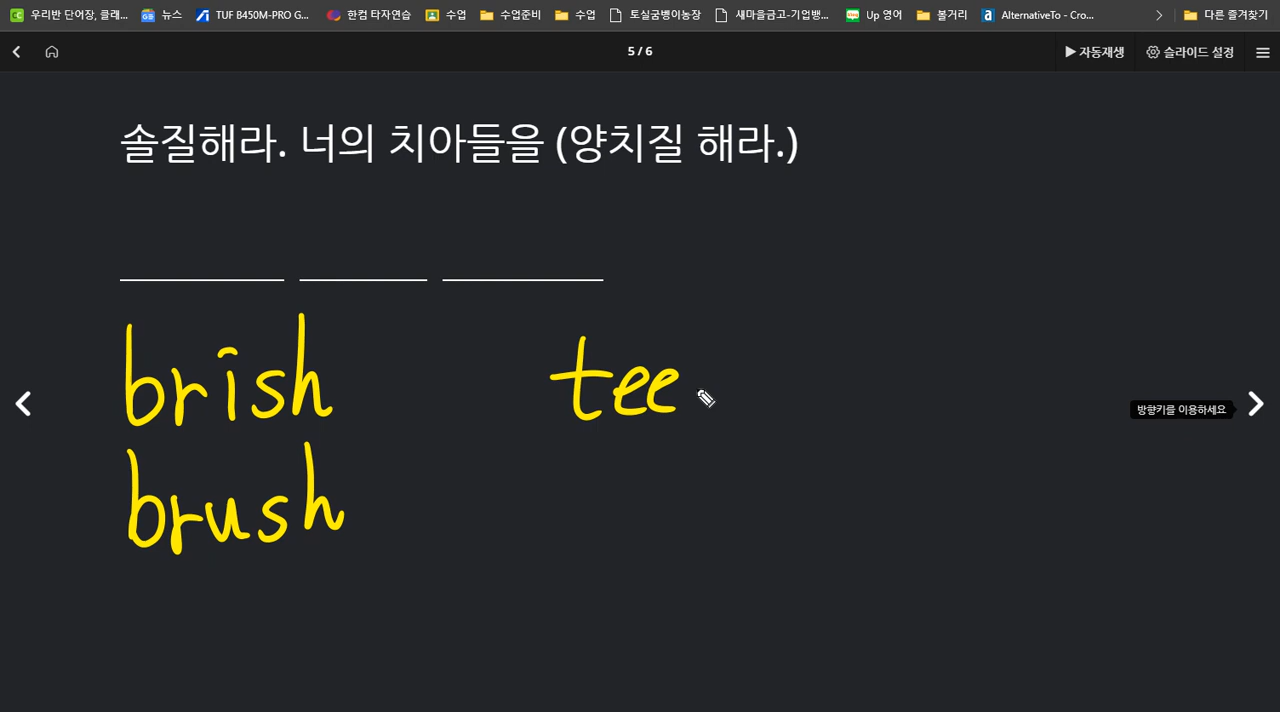 우리반 단어장, 클래... 뉴스 TUF B450M-PRO G... 한컴 타자연습 수업 수업준비 수업 토실굼벵이농장 새마을금고-기업뱅... Up 영어 볼거리 AlternativeTo - Cro... 다른 즐겨찾기
5 / 6 자동재생 슬라이드 설정
솔질해라. 너의 치아들을 (양치질 해라.)
brish tee
방향키를 이용하세요
brush